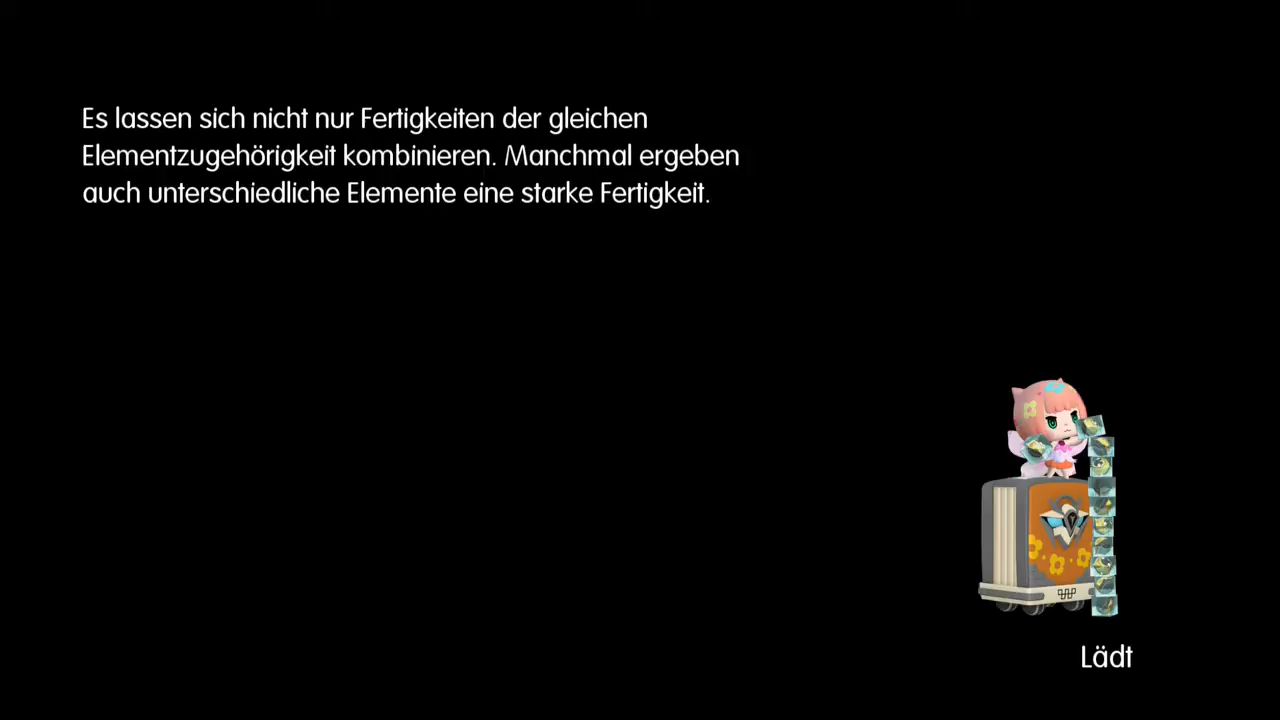 Es lassen sich nicht nur Fertigkeiten der gleichen
Elementzugehörigkeit kombinieren. Manchmal ergeben
auch unterschiedliche Elemente eine starke Fertigkeit.
Lädt